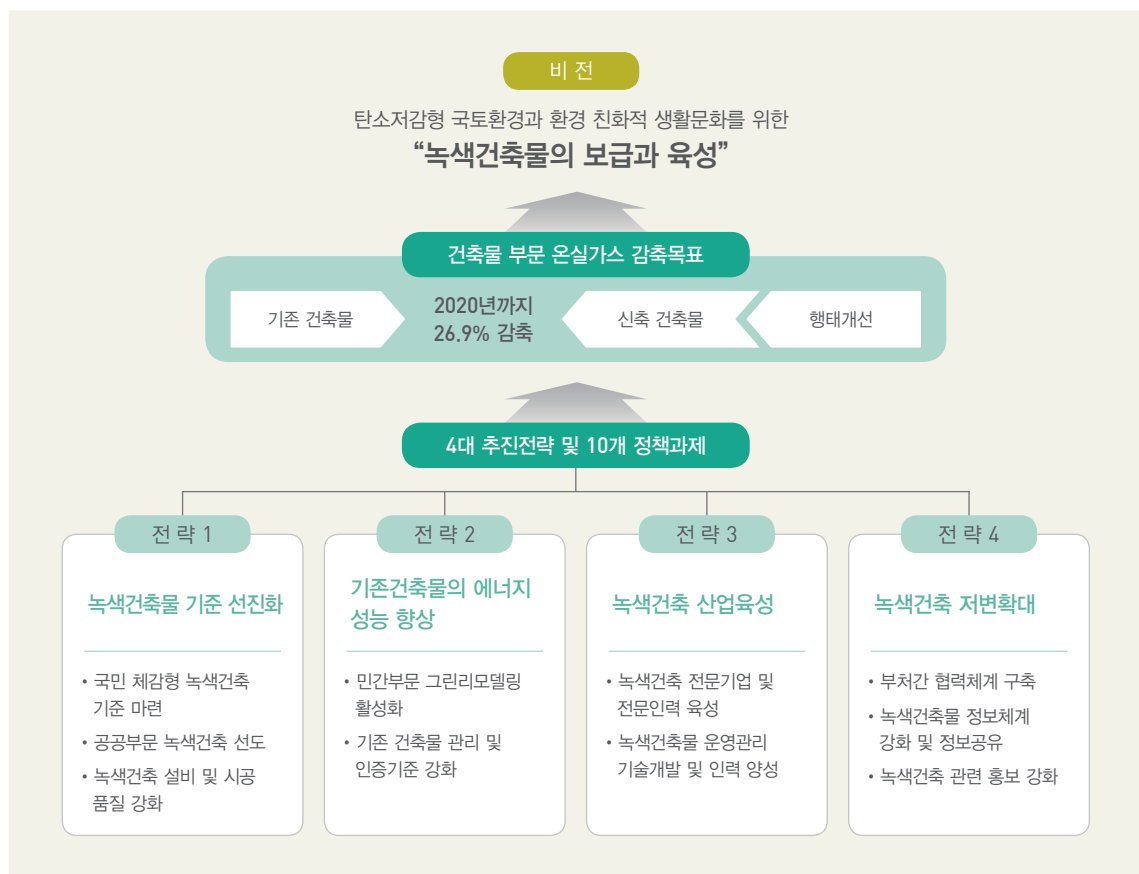 비 전
탄소저감형 국토환경과 환경 친화적 생활문화를 위한
“녹색건축물의 보급과 육성”
건축물 부문 온실가스 감축목표
기존 건축물
2020년까지
26.9% 감축
신축 건축물
행태개선
4대 추진전략 및 10개 정책과제
전 략 1
녹색건축물 기준 선진화
• 국민 체감형 녹색건축
기준 마련
• 공공부문 녹색건축 선도
• 녹색건축 설비 및 시공
품질 강화
전 략 2
기존건축물의 에너지
성능 향상
• 민간부문 그린리모델링
활성화
• 기존 건축물 관리 및
인증기준 강화
전 략 3
녹색건축 산업육성
• 녹색건축 전문기업 및
전문인력 육성
• 녹색건축물 운영관리
기술개발 및 인력 양성
전 략 4
녹색건축 저변확대
• 부처간 협력체계 구축
• 녹색건축물 정보체계
강화 및 정보공유
• 녹색건축 관련 홍보 강화